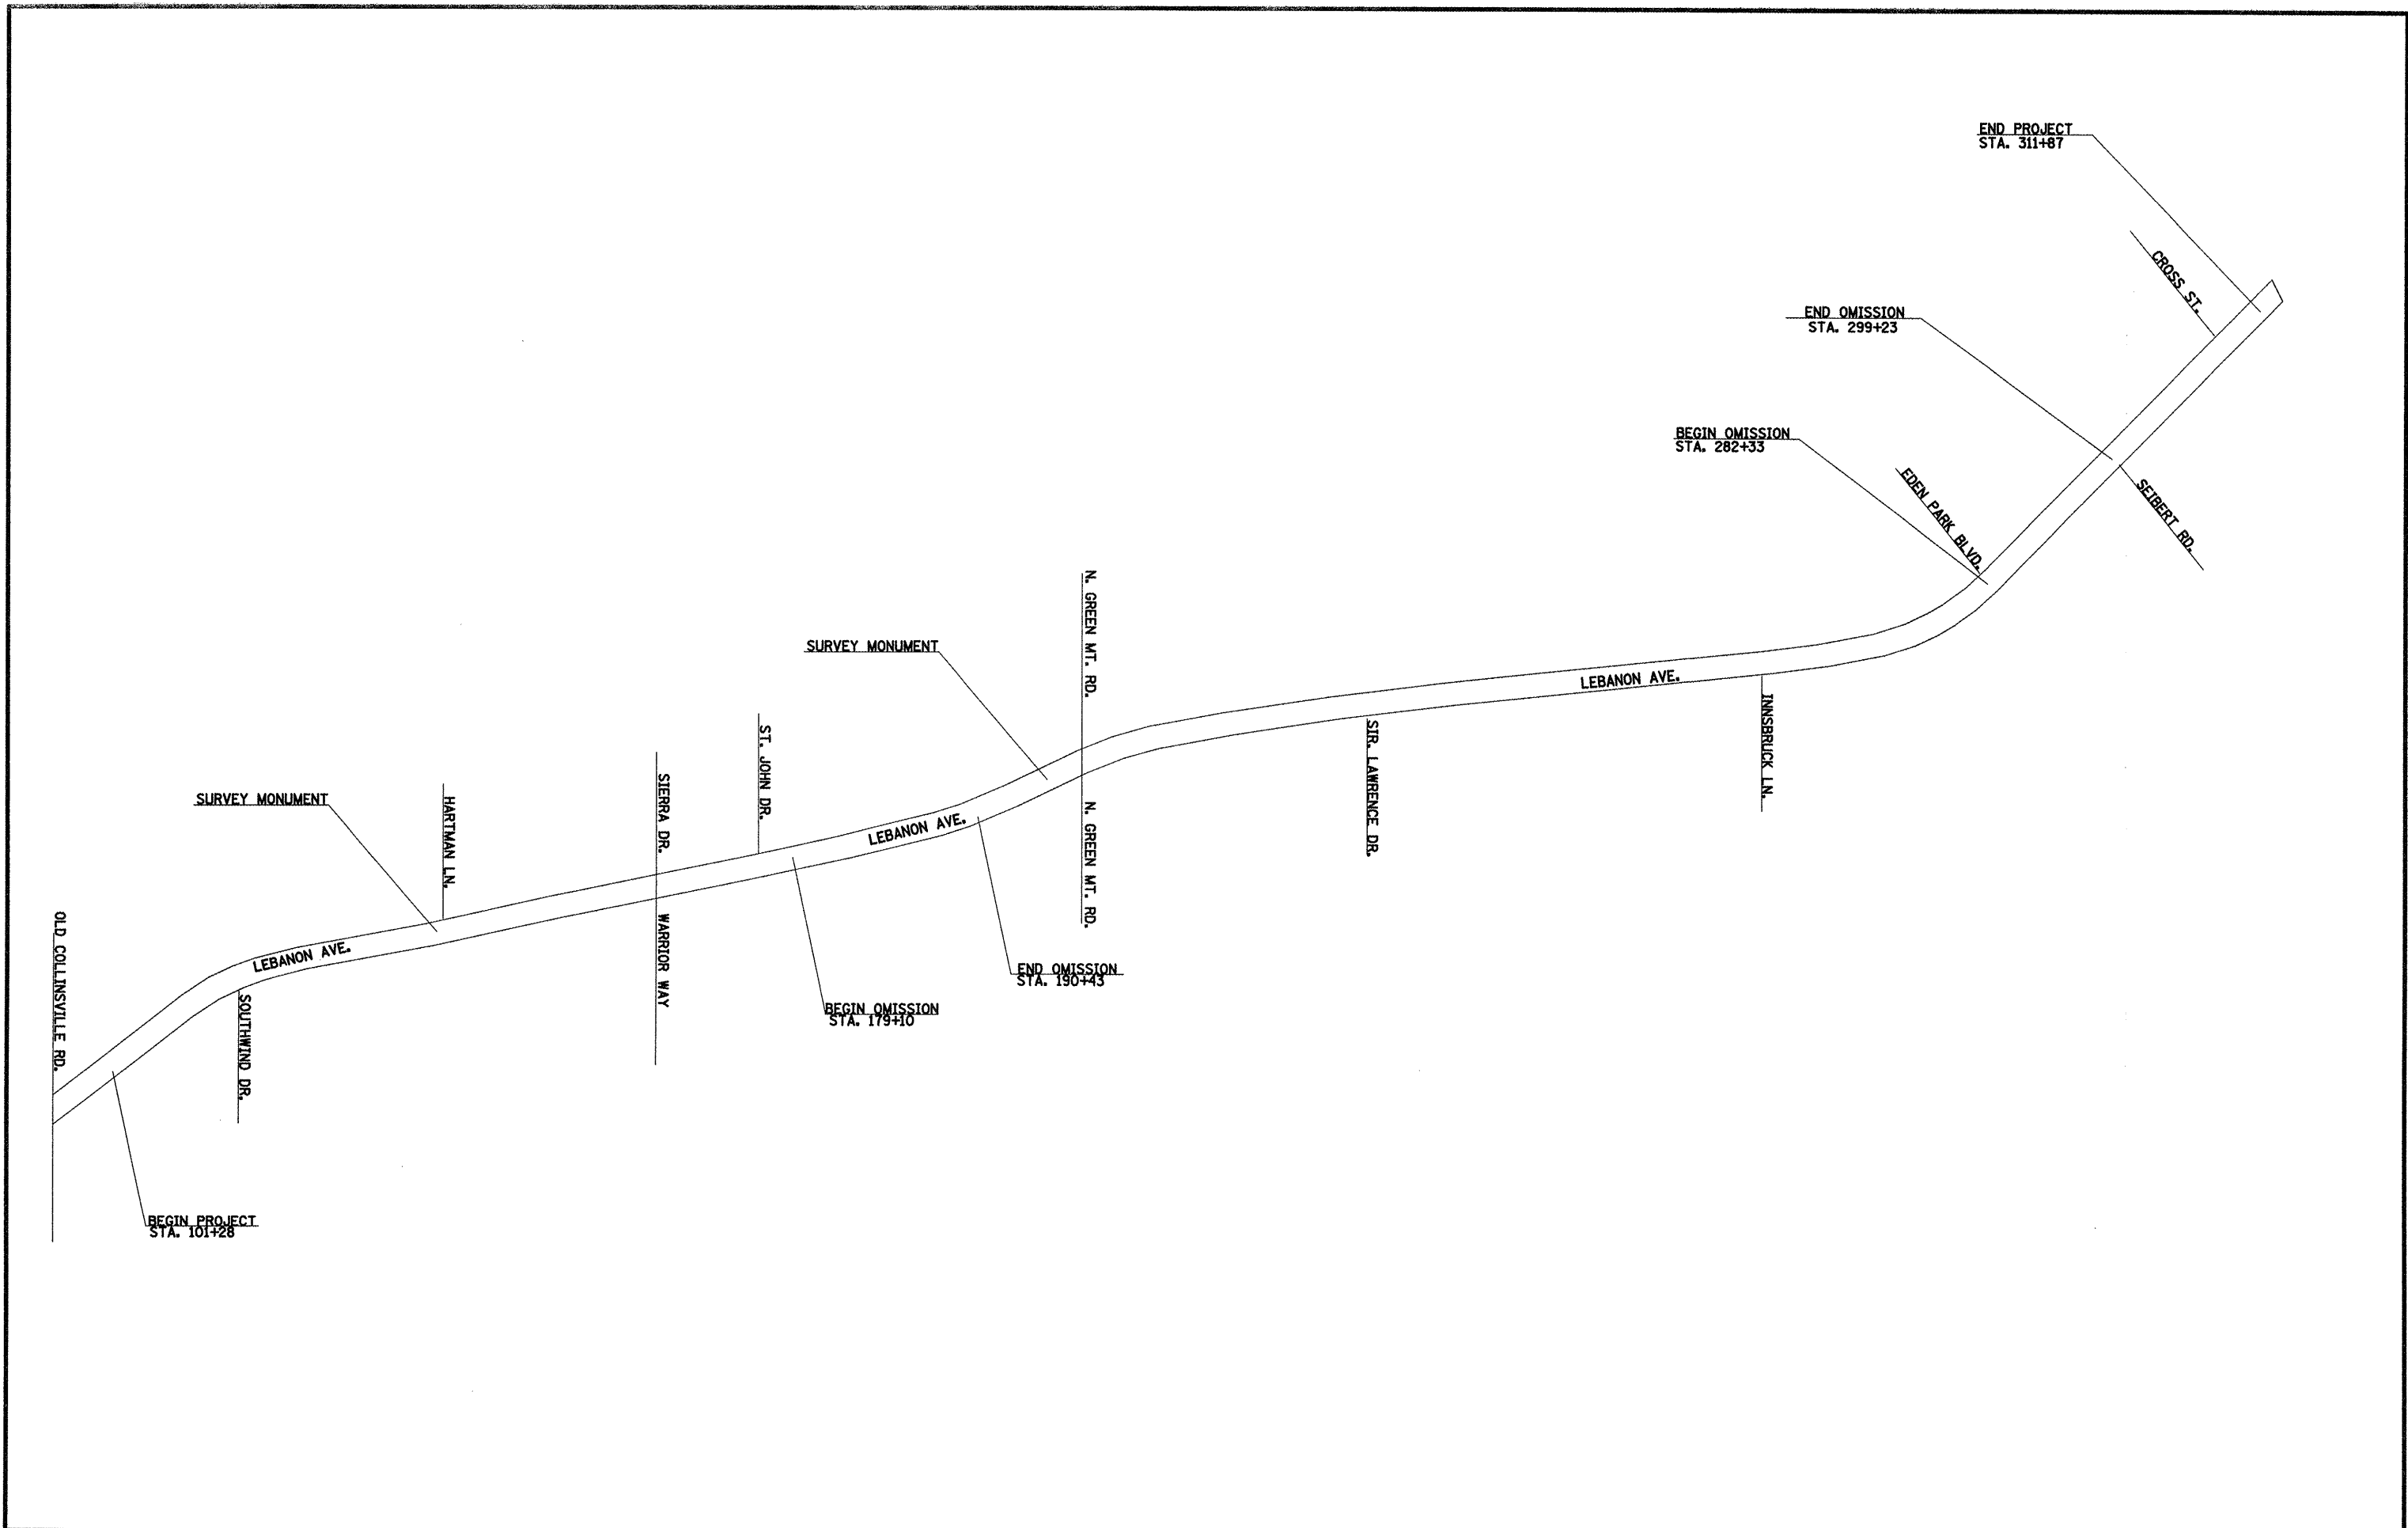 END PROJECT
STA. 311+87
CROSS ST.
END OMISSION
STA. 299+23
BEGIN OMISSION
STA. 282+33
EDEN PARK BLVD.
SEIBERT RD.
N. GREEN MT. RD.
SURVEY MONUMENT
LEBANON AVE.
INNSBRUCK LN.
SIR. LAWRENCE DR.
ST. JOHN DR.
SIERRA DR.
SURVEY MONUMENT
HARTMAN LN.
LEBANON AVE.
N. GREEN MT. RD.
OLD COLLINSVILLE RD.
LEBANON AVE.
WARRIOR WAY
END OMISSION
STA. 190+43
SOUTHWIND DR.
BEGIN OMISSION
STA. 179+10
BEGIN PROJECT
STA. 101+28